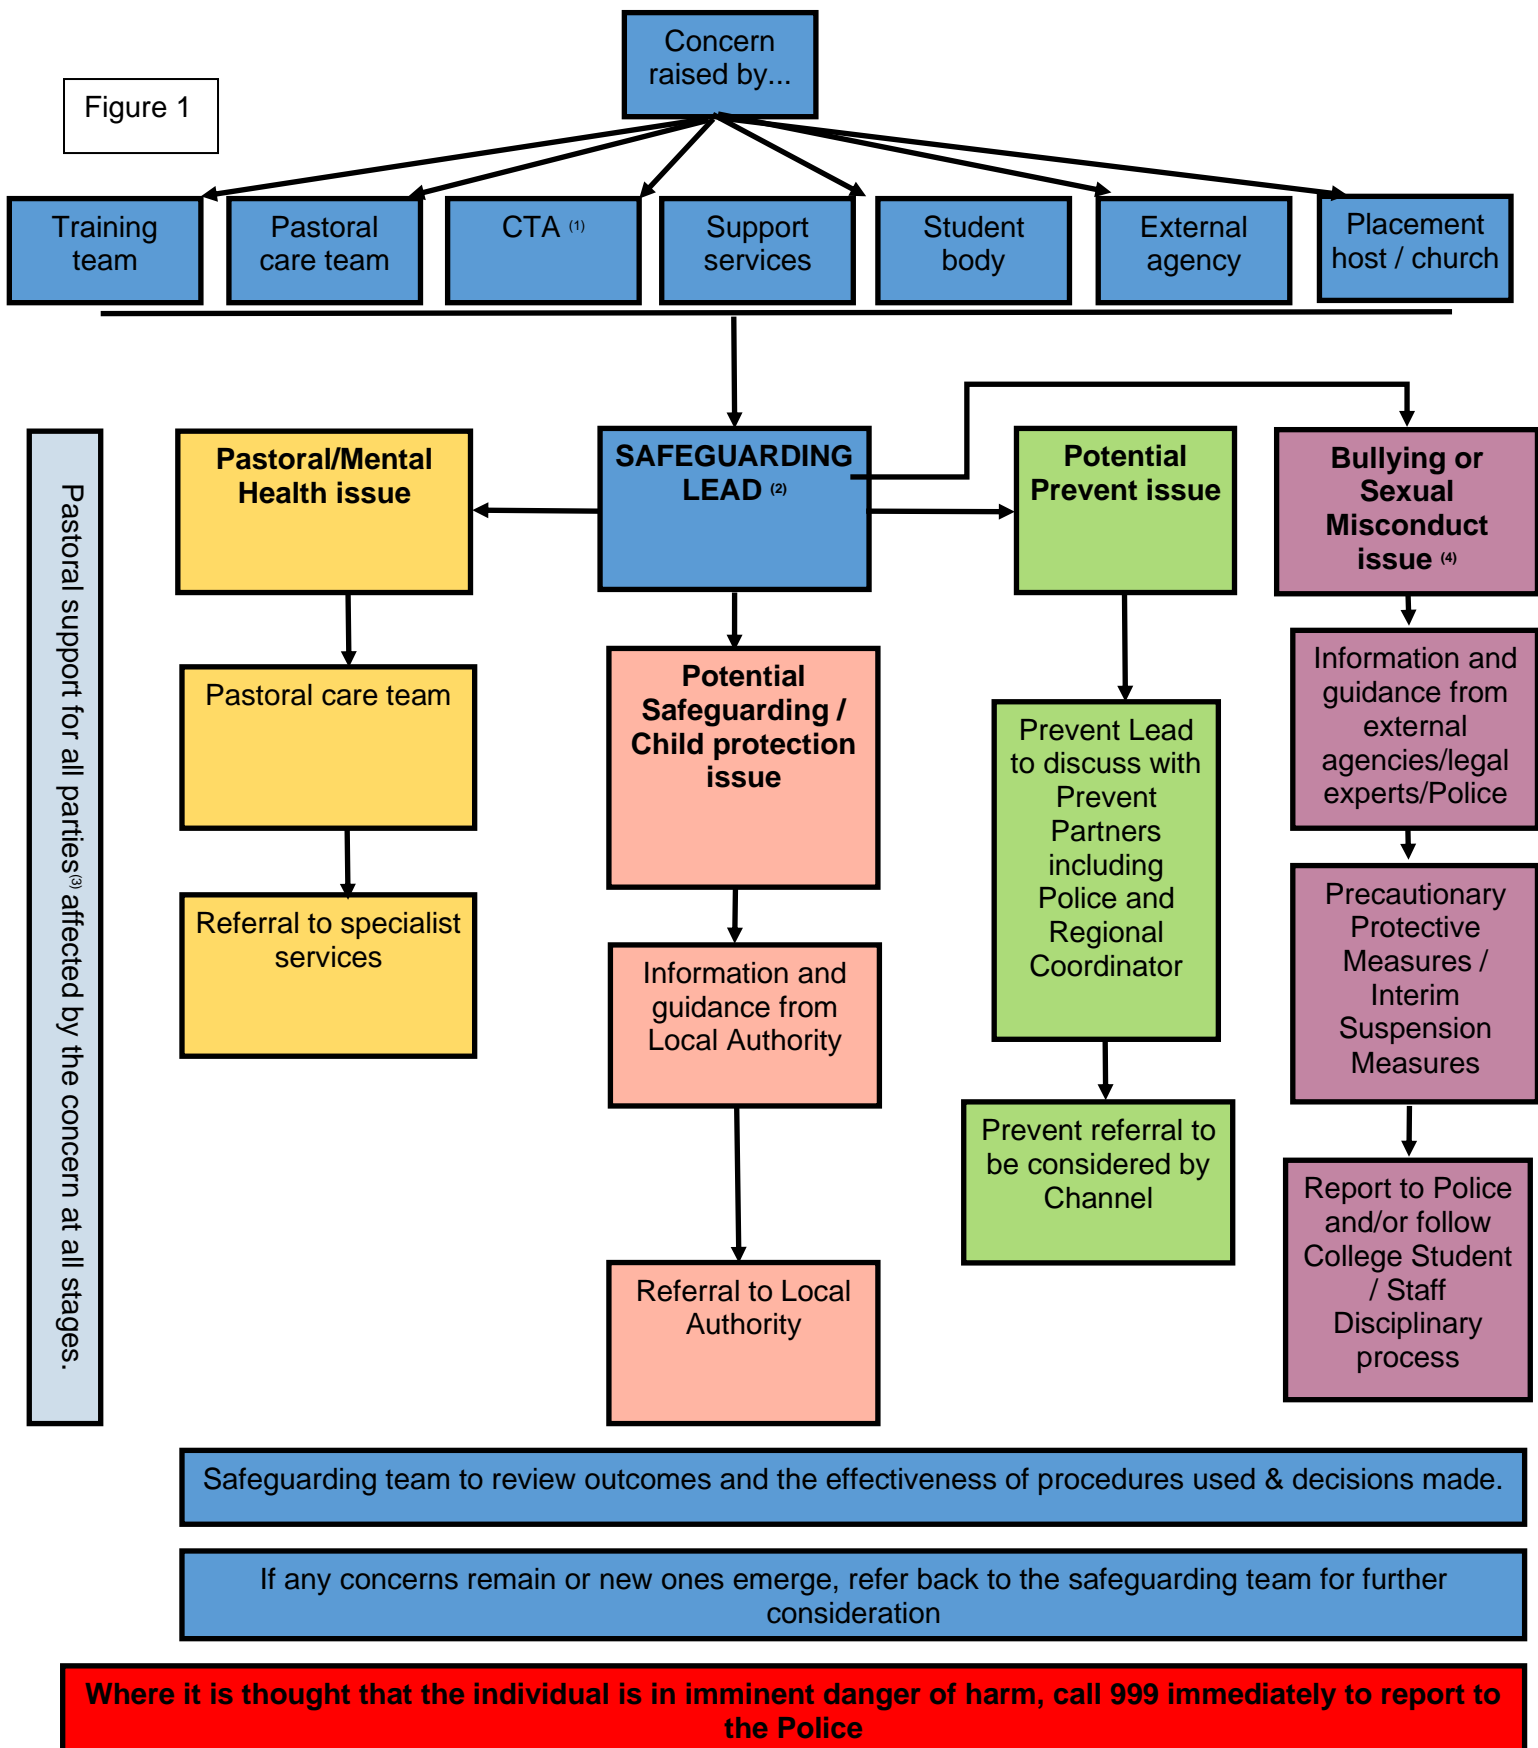 Concern
raised by...
Figure 1
Training
team
Pastoral
care team
CTA (1)
Support
services
Student
body
External
agency
Placement
host / church
Pastoral support for all parties(3) affected by the concern at all stages.
Pastoral/Mental
Health issue
Pastoral care team
Referral to specialist
services
SAFEGUARDING
LEAD (2)
Potential
Safeguarding /
Child protection
issue
Information and
guidance from
Local Authority
Referral to Local
Authority
Potential
Prevent issue
Prevent Lead
to discuss with
Prevent
Partners
including
Police and
Regional
Coordinator
Prevent referral to
be considered by
Channel
Bullying or
Sexual
Misconduct
issue (4)
Information and
guidance from
external
agencies/legal
experts/Police
Precautionary
Protective
Measures /
Interim
Suspension
Measures
Report to Police
and/or follow
College Student
/ Staff
Disciplinary
process
Safeguarding team to review outcomes and the effectiveness of procedures used & decisions made.
If any concerns remain or new ones emerge, refer back to the safeguarding team for further
consideration
Where it is thought that the individual is in imminent danger of harm, call 999 immediately to report to
the Police